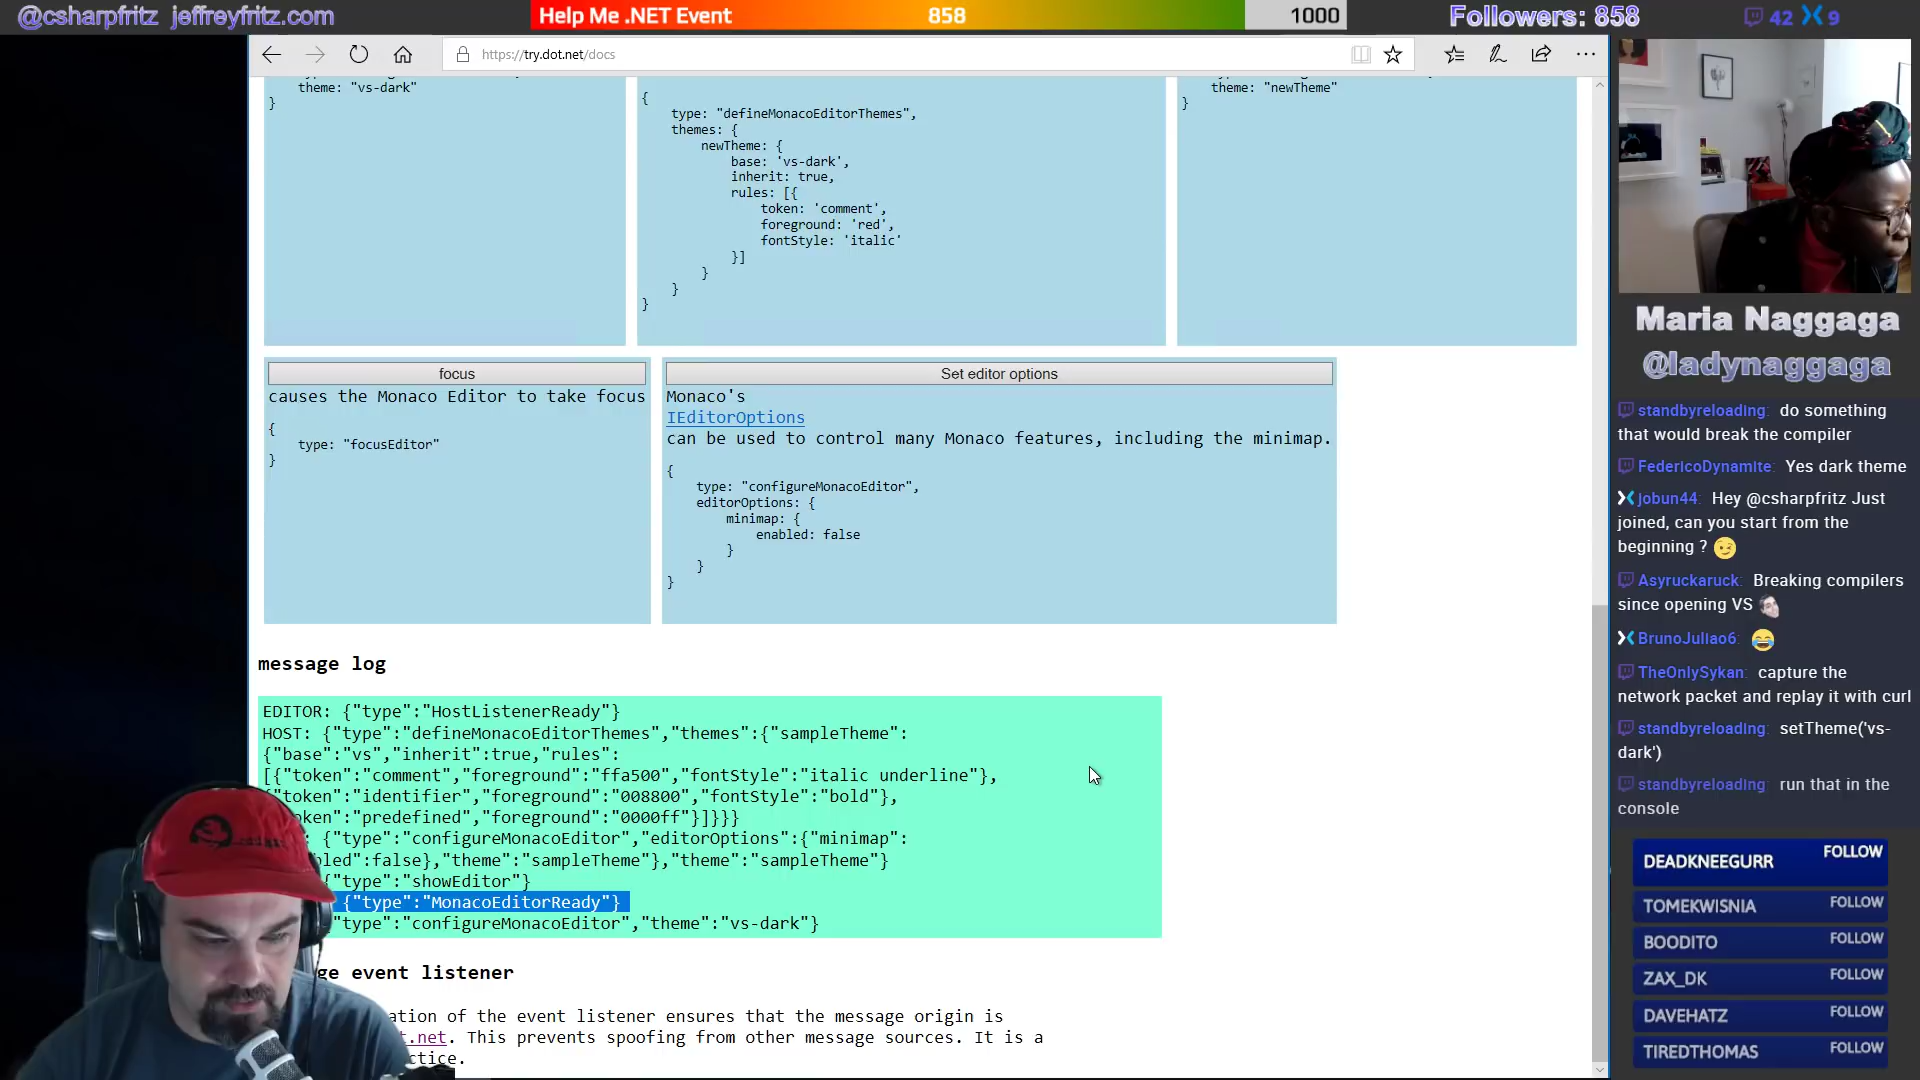 @csharpfritz jeffreyfritz.com
Help Me .NET Event 858 1000
Followers: 858
42 9
https://try.dot.net/docs
theme: "vs-dark"
}
{
type: "defineMonacoEditorThemes",
themes: {
newTheme: {
base: 'vs-dark',
inherit: true,
rules: [{
token: 'comment',
foreground: 'red',
fontStyle: 'italic'
}]
}
}
}
theme: "newTheme"
}
focus
causes the Monaco Editor to take focus
{
type: "focusEditor"
}
Set editor options
Monaco's
IEditorOptions
can be used to control many Monaco features, including the minimap.
{
type: "configureMonacoEditor",
editorOptions: {
minimap: {
enabled: false
}
}
}
message log
EDITOR: {"type":"HostListenerReady"}
HOST: {"type":"defineMonacoEditorThemes","themes":{"sampleTheme":
{"base":"vs","inherit":true,"rules":
[{"token":"comment","foreground":"ffa500","fontStyle":"italic underline"},
"token":"identifier","foreground":"008800","fontStyle":"bold"},
oken":"predefined","foreground":"0000ff"}]}}}
: {"type":"configureMonacoEditor","editorOptions":{"minimap":
bled":false},"theme":"sampleTheme"},"theme":"sampleTheme"}
{"type":"showEditor"}
{"type":"MonacoEditorReady"}
"type":"configureMonacoEditor","theme":"vs-dark"}
ge event listener
ation of the event listener ensures that the message origin is
t.net. This prevents spoofing from other message sources. It is a
ctice.
Maria Naggaga
@ladynaggaga
standbyreloading: do something
that would break the compiler
FedericoDynamite: Yes dark theme
jobun44: Hey @csharpfritz Just
joined, can you start from the
beginning ?
Asyruckaruck: Breaking compilers
since opening VS
BrunoJuliao6:
TheOnlySykan: capture the
network packet and replay it with curl
standbyreloading: setTheme('vs-
dark')
standbyreloading: run that in the
console
DEADKNEEGURR FOLLOW
TOMEKWISNIA FOLLOW
BOODITO FOLLOW
ZAX_DK FOLLOW
DAVEHATZ FOLLOW
TIREDTHOMAS FOLLOW